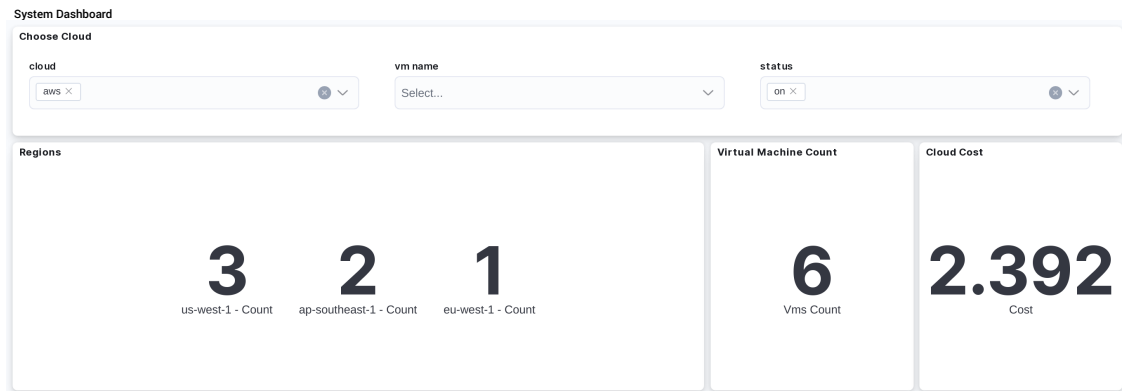 System Dashboard
Choose Cloud
cloud
vm name
status
aws
Select...
on
Regions
Virtual Machine Count
Cloud Cost
3
2
1
6
2.392
us-west-1 - Count
ap-southeast-1 - Count
eu-west-1 - Count
Vms Count
Cost